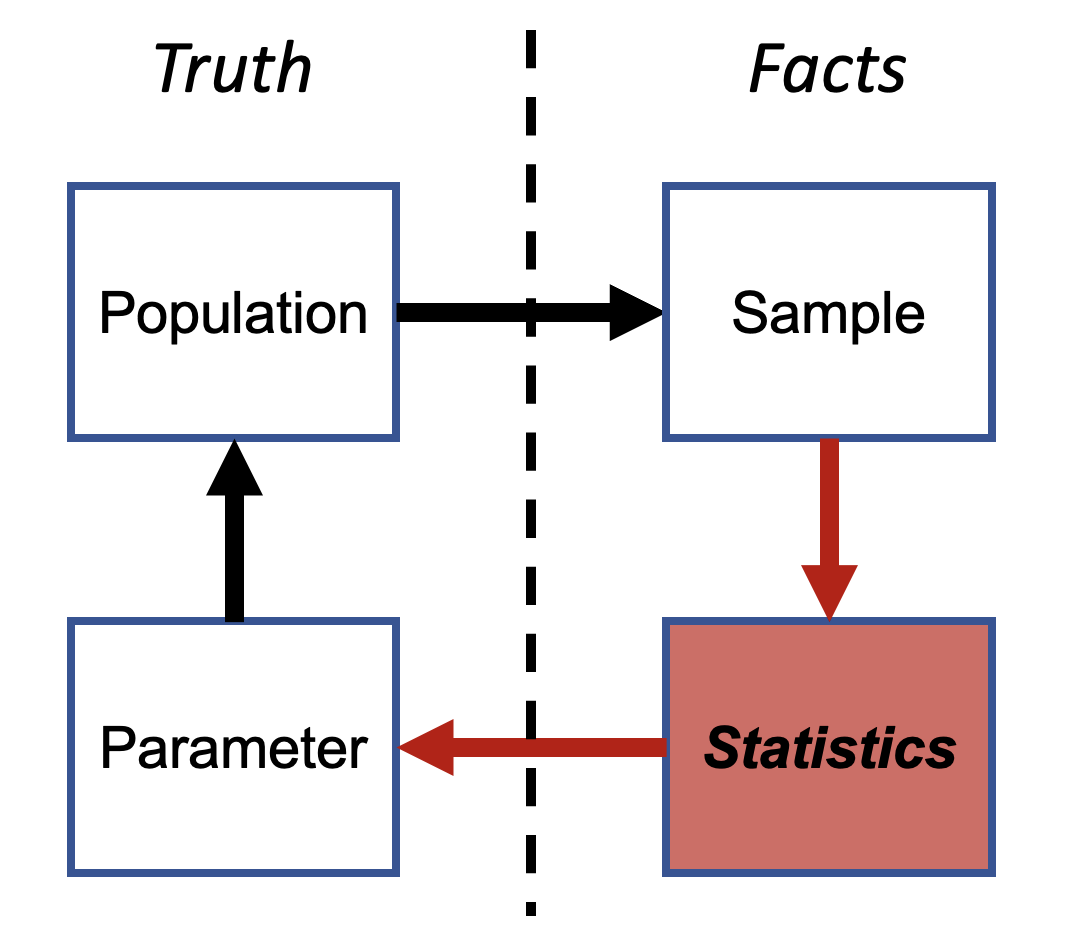 Truth
Facts
Population
Sample
Parameter
Statistics